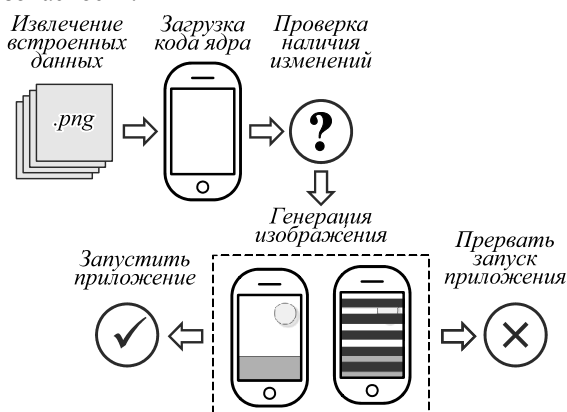 Извлечение
встроенных
данных
Загрузка
кода ядра
Проверка
наличия
изменений
.png
?
Генерация
изображения
Запустить
приложение
Прервать
запуск
приложения